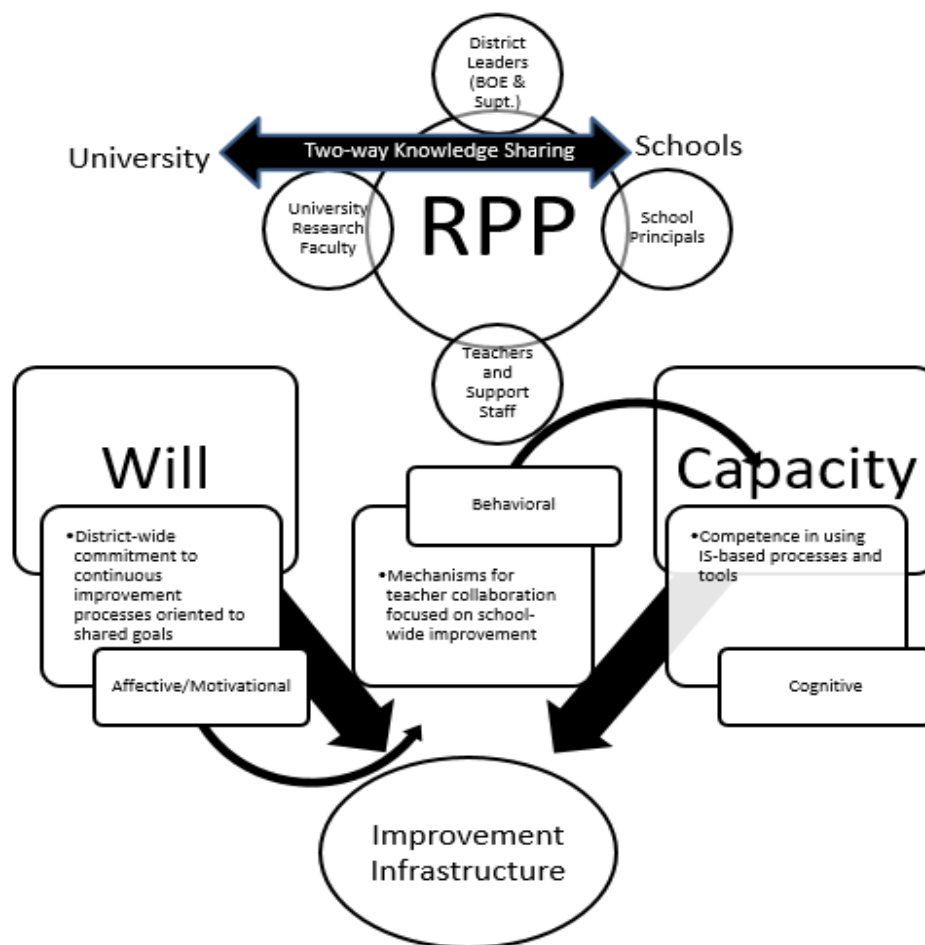 District
Leaders
(BOE &
Supt.)
University
Two-way Knowledge Sharing
Schools
University
Research
Faculty
RPP
School
Principals
Teachers
and
Support
Staff
Will
Capacity
Behavioral
•District-wide
commitment to
continuous
improvement
processes oriented to
shared goals
•Mechanisms for
teacher collaboration
focused on school-
wide improvement
•Competence in using
IS-based processes and
tools
Affective/Motivational
Cognitive
Improvement
Infrastructure